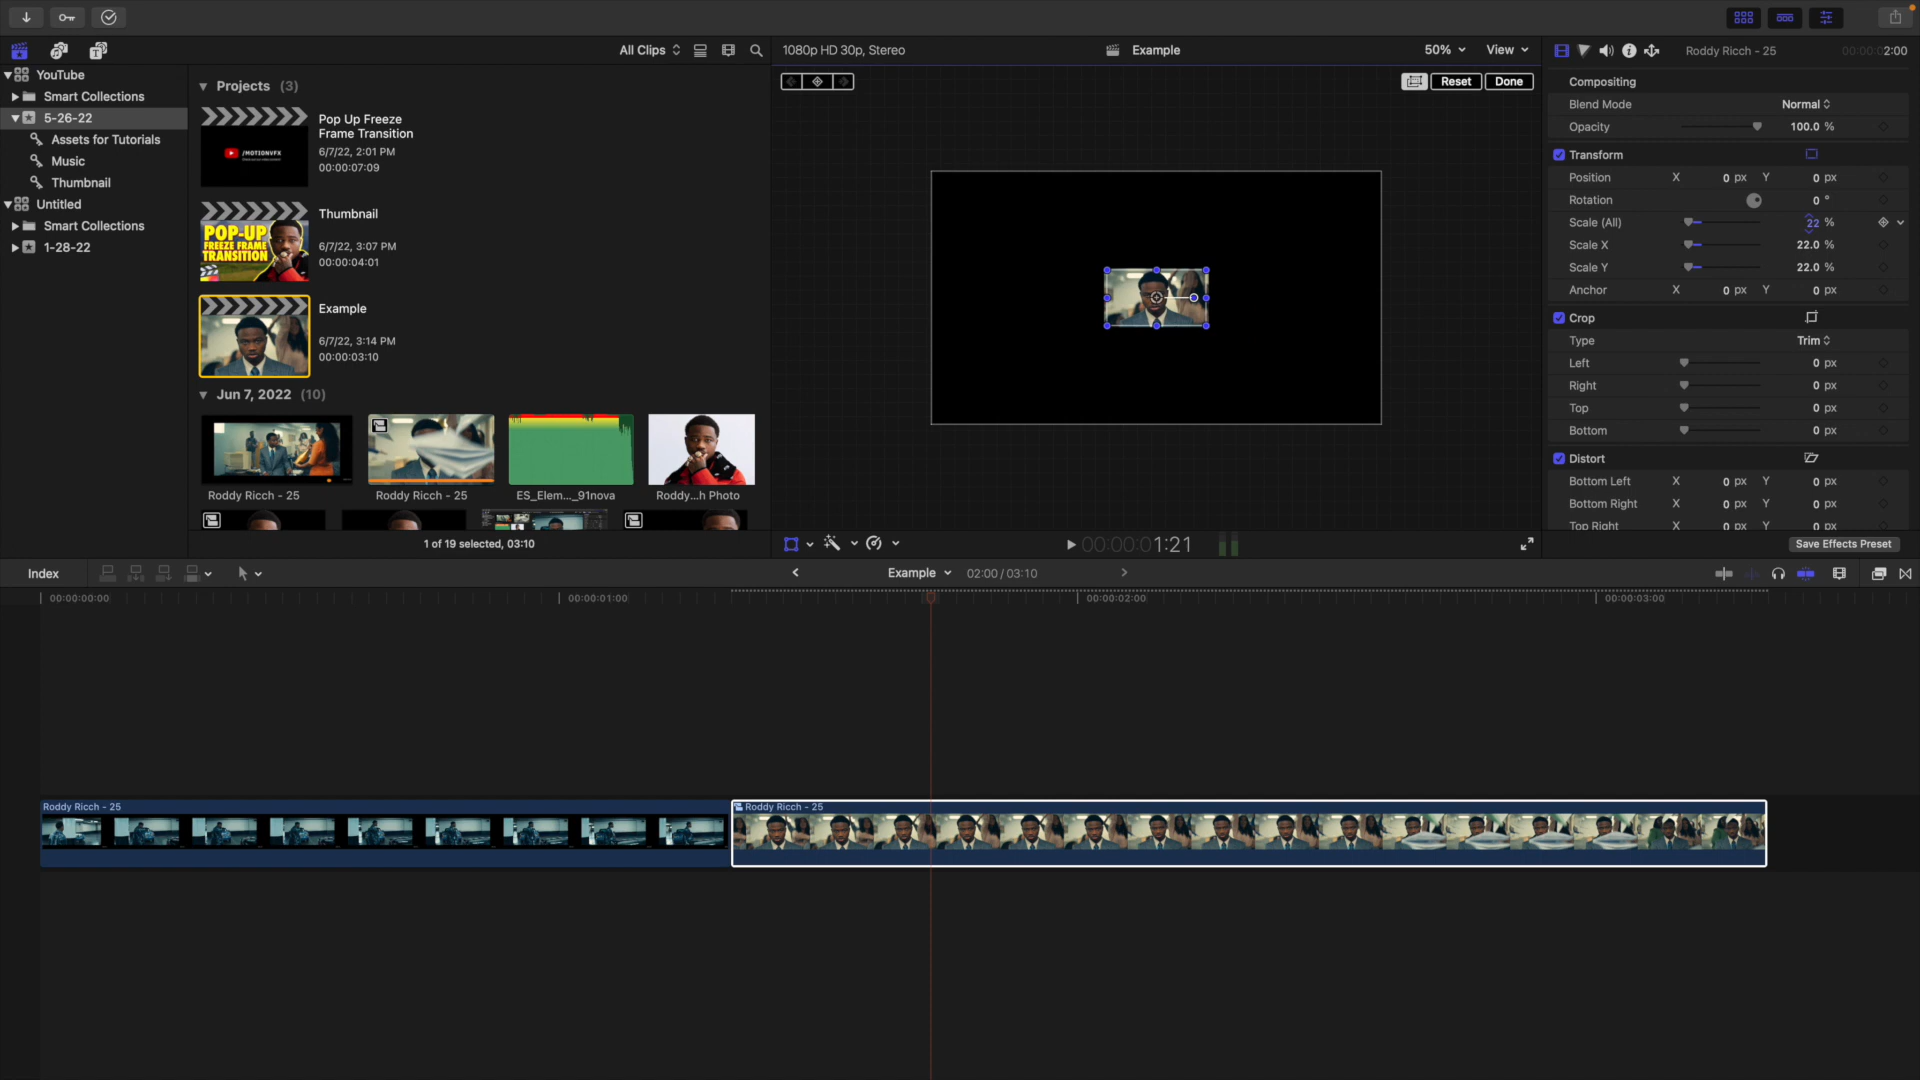 All Clips
1080p HD 30p, Stereo
Example
50%
View
Roddy Ricch - 25
00:00:02:00
YouTube
Smart Collections
5-26-22
Assets for Tutorials
Music
Thumbnail
Untitled
Smart Collections
1-28-22
Projects (3)
/MOTIONVFX
Pop Up Freeze
Frame Transition
6/7/22, 2:01 PM
00:00:07:09
POP-UP
FREEZE FRAME
TRANSITION
Thumbnail
6/7/22, 3:07 PM
00:00:04:01
Example
6/7/22, 3:14 PM
00:00:03:10
Jun 7, 2022 (10)
Roddy Ricch - 25
Roddy Ricch - 25
ES_Elem..._91nova
Roddy...h Photo
1 of 19 selected, 03:10
Reset
Done
00:00:01:21
Compositing
Blend Mode Normal
Opacity 100.0 %
Transform
Position X 0 px Y 0 px
Rotation 0 °
Scale (All) 22 %
Scale X 22.0 %
Scale Y 22.0 %
Anchor X 0 px Y 0 px
Crop
Type Trim
Left 0 px
Right 0 px
Top 0 px
Bottom 0 px
Distort
Bottom Left X 0 px Y 0 px
Bottom Right X 0 px Y 0 px
Top Right X 0 px Y 0 px
Save Effects Preset
Index
Example
02:00 / 03:10
00:00:00:00
00:00:01:00
00:00:02:00
00:00:03:00
Roddy Ricch - 25
Roddy Ricch - 25